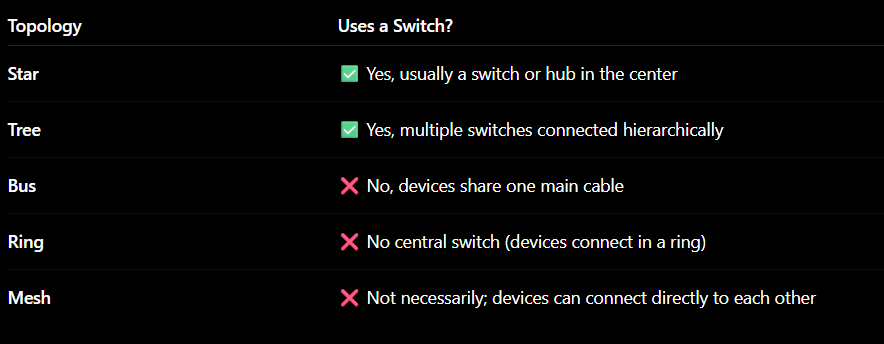 Topology Uses a Switch?
Star ✅ Yes, usually a switch or hub in the center
Tree ✅ Yes, multiple switches connected hierarchically
Bus ❌ No, devices share one main cable
Ring ❌ No central switch (devices connect in a ring)
Mesh ❌ Not necessarily; devices can connect directly to each other